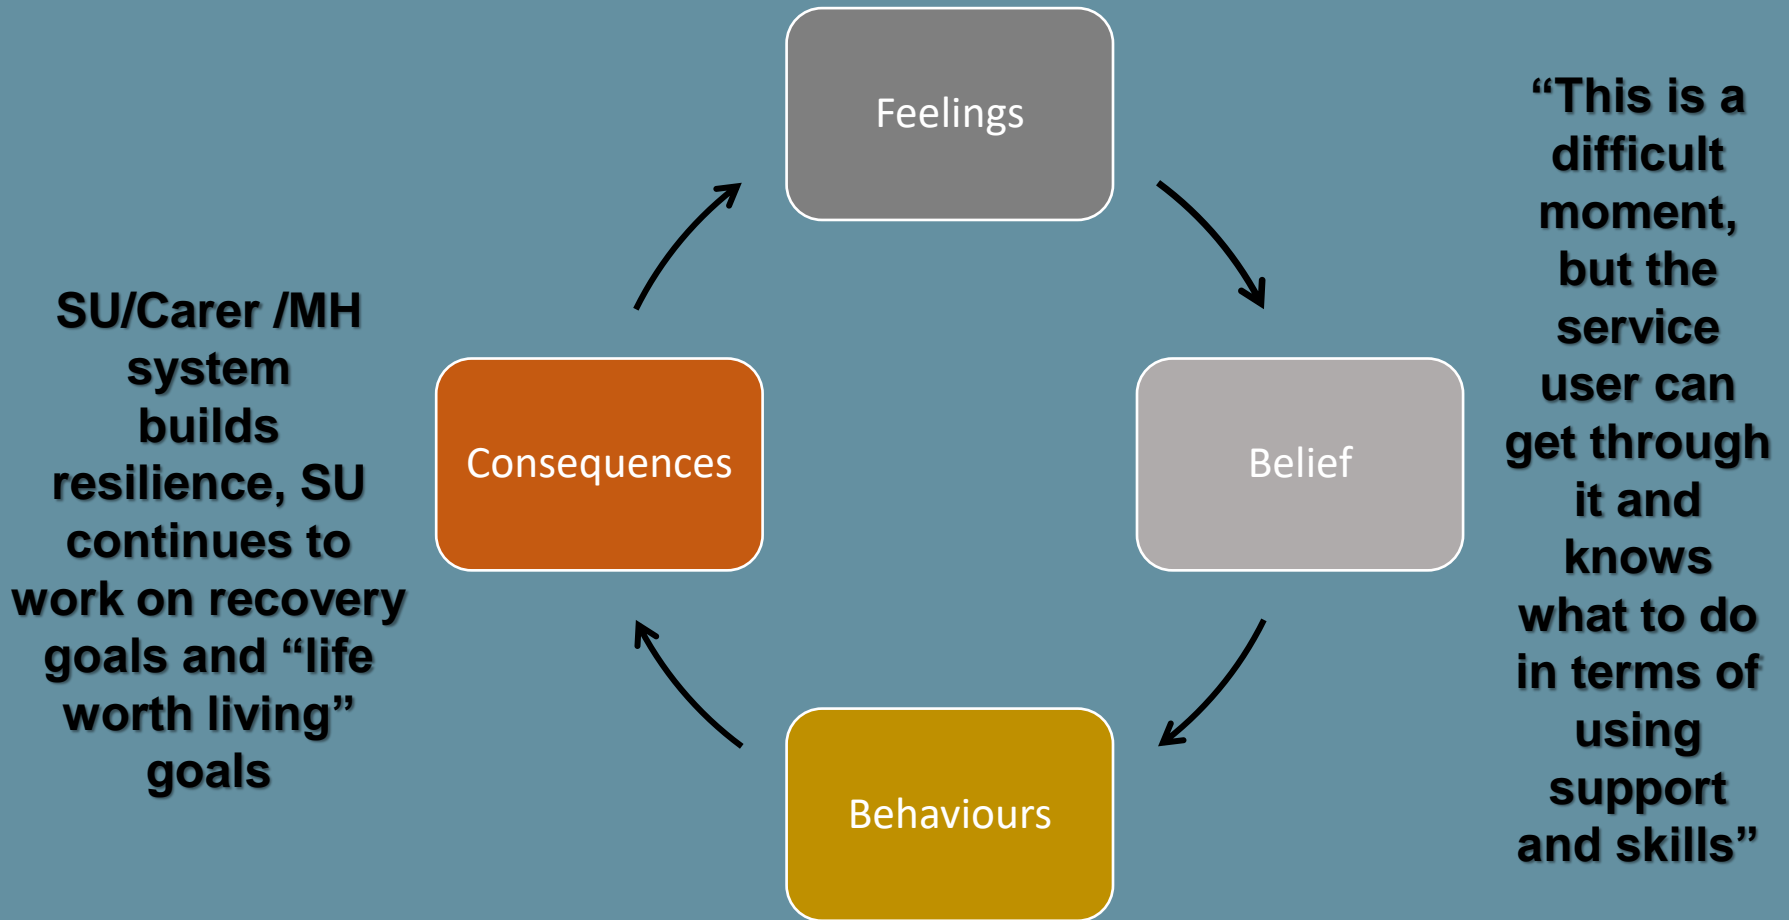 Feelings
“This is a
difficult
moment,
but the
service
user can
get through
it and
knows
what to do
in terms of
using
support
and skills”
SU/Carer /MH
system
builds
resilience, SU
continues to
work on recovery
goals and “life
worth living”
goals
Consequences
Belief
Behaviours